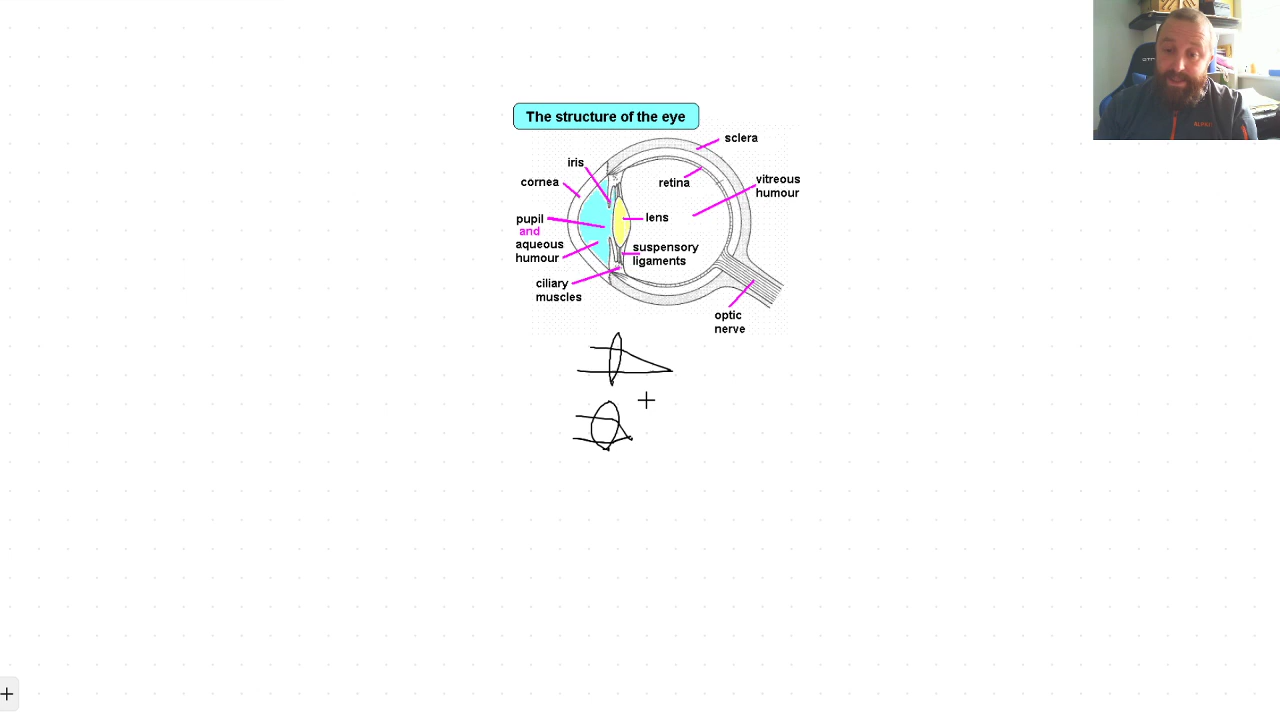 The structure of the eye
sclera
iris
cornea
retina
vitreous
humour
pupil
and
aqueous
humour
lens
suspensory
ligaments
ciliary
muscles
optic
nerve